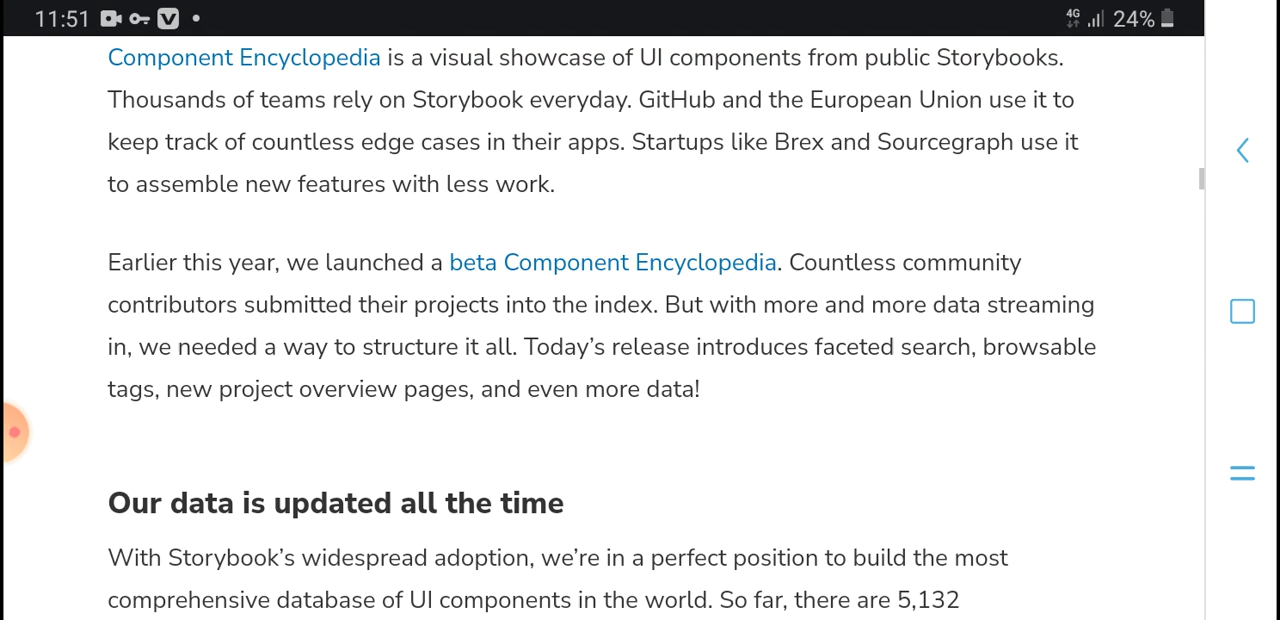 11:51
4G 24%
Component Encyclopedia is a visual showcase of UI components from public Storybooks.
Thousands of teams rely on Storybook everyday. GitHub and the European Union use it to
keep track of countless edge cases in their apps. Startups like Brex and Sourcegraph use it
to assemble new features with less work.
Earlier this year, we launched a beta Component Encyclopedia. Countless community
contributors submitted their projects into the index. But with more and more data streaming
in, we needed a way to structure it all. Today’s release introduces faceted search, browsable
tags, new project overview pages, and even more data!
Our data is updated all the time
With Storybook’s widespread adoption, we’re in a perfect position to build the most
comprehensive database of UI components in the world. So far, there are 5,132